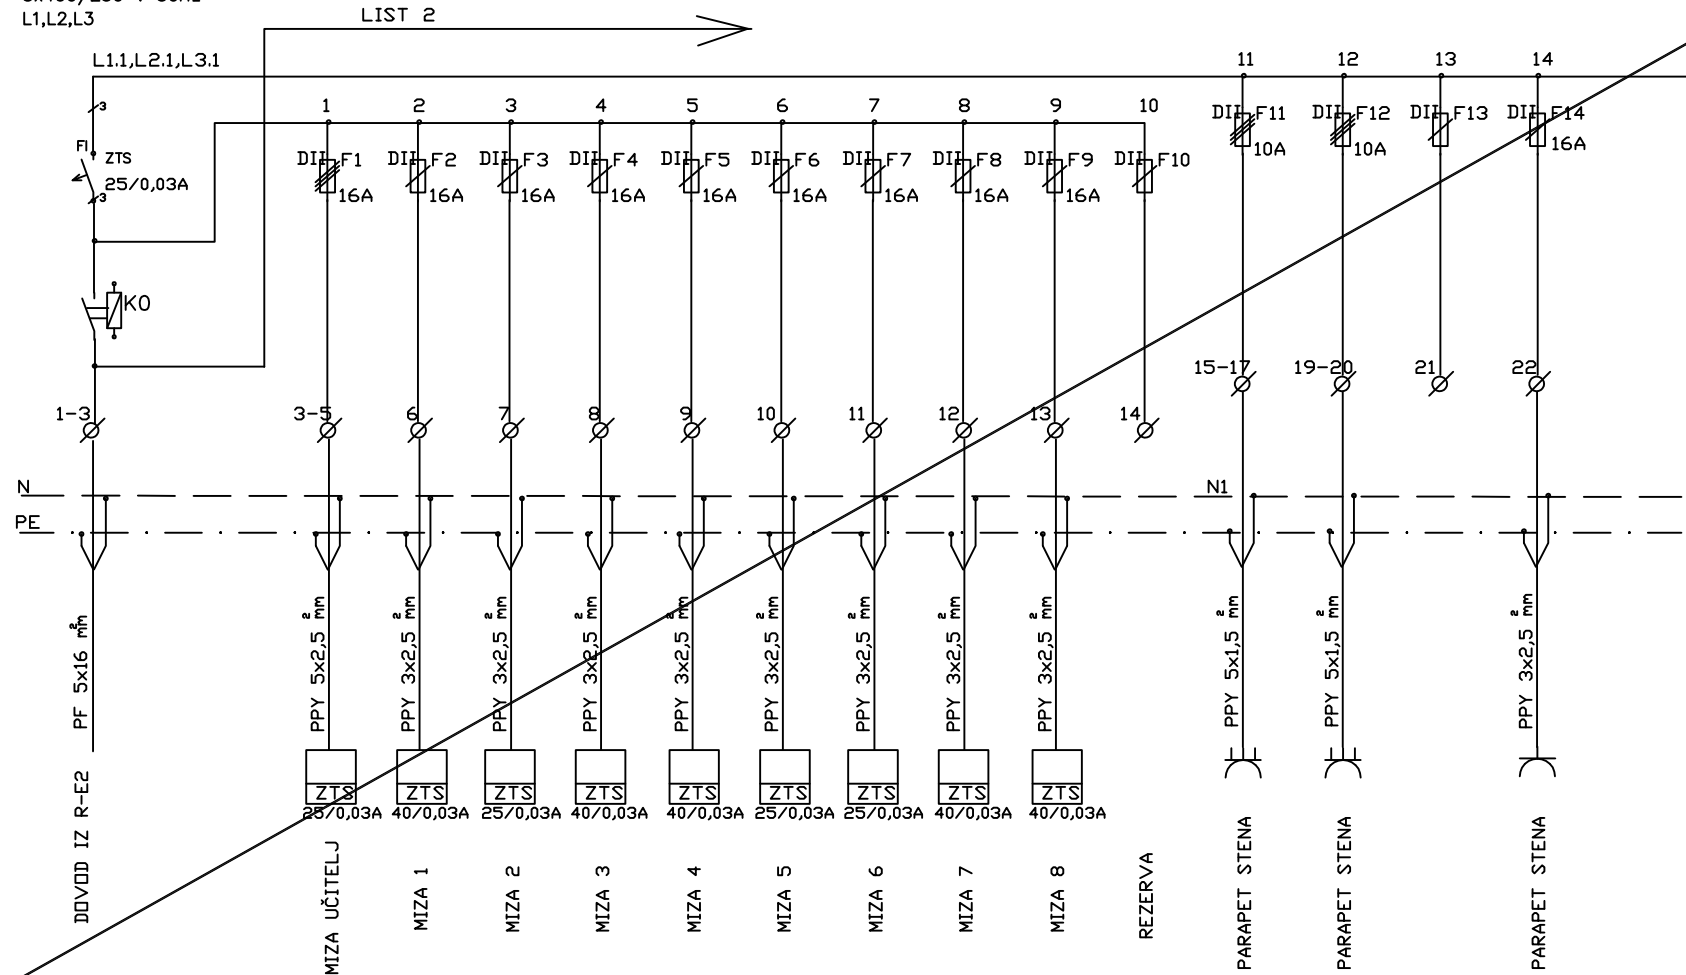 L1,L2,L3
LIST 2
L1.1,L2.1,L3.1
11 12 13 14
3
1 2 3 4 5 6 7 8 9 10
DII F11 DII F12 F13 DII F14
10A 10A 16A
FI ZTS
25/0,03A
3
DII F1 DII F2 DII F3 DII F4 DII F5 DII F6 DII F7 DII F8 DII F9 DII F10
16A 16A 16A 16A 16A 16A 16A 16A 16A
K0
15-17 19-20 21 22
1-3 3-5 6 7 8 9 10 11 12 13 14
N N1
PE
PF 5x16 mm²
PPY 5x2,5 mm²
PPY 3x2,5 mm²
PPY 3x2,5 mm²
PPY 3x2,5 mm²
PPY 3x2,5 mm²
PPY 3x2,5 mm²
PPY 3x2,5 mm²
PPY 3x2,5 mm²
PPY 3x2,5 mm²
PPY 5x1,5 mm²
PPY 5x1,5 mm²
PPY 3x2,5 mm²
ZTS ZTS ZTS ZTS ZTS ZTS ZTS ZTS ZTS
25/0,03A 40/0,03A 25/0,03A 40/0,03A 40/0,03A 25/0,03A 25/0,03A 40/0,03A 40/0,03A
DOVOD IZ R-E2
MIZA UČITELJ
MIZA 1
MIZA 2
MIZA 3
MIZA 4
MIZA 5
MIZA 6
MIZA 7
MIZA 8
REZERVA
PARAPET STENA
PARAPET STENA
PARAPET STENA